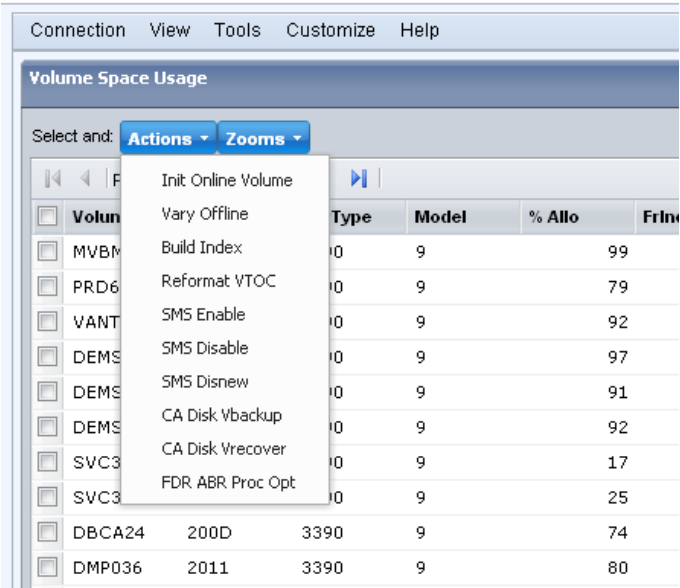 Connection View Tools Customize Help
Volume Space Usage
Select and: Actions Zooms
Init Online Volume
Vary Offline
Build Index
Reformat VTOC
SMS Enable
SMS Disable
SMS Disnew
CA Disk Vbackup
CA Disk Vrecover
FDR ABR Proc Opt
Type Model % Allo
9 99
9 79
9 92
9 97
9 91
9 92
9 17
9 25
DBCA24 200D 3390 9 74
DMP036 2011 3390 9 80